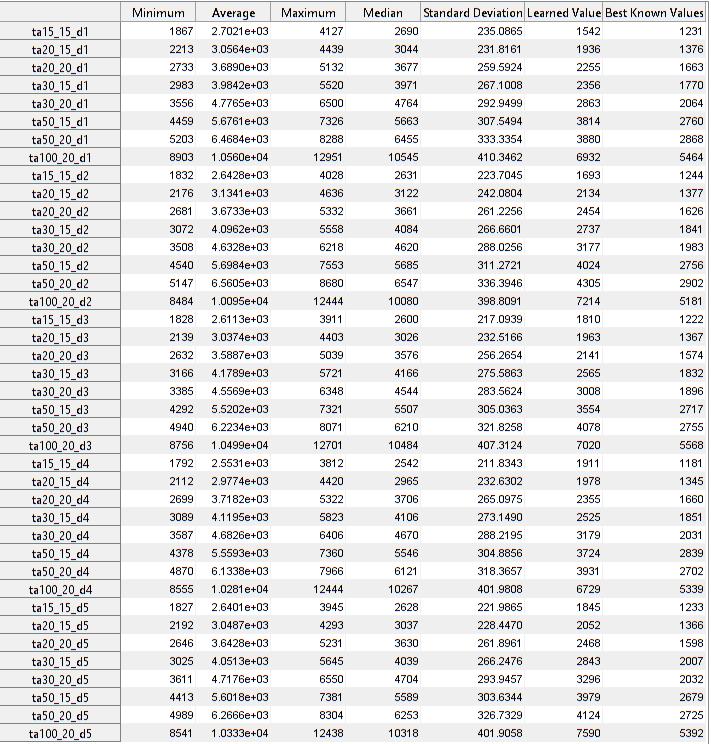 Minimum Average Maximum Median Standard Deviation Learned Value Best Known Values
ta15_15_d1 1867 2.7021e+03 4127 2690 235.0865 1542 1231
ta20_15_d1 2213 3.0564e+03 4439 3044 231.8161 1936 1376
ta20_20_d1 2733 3.6890e+03 5132 3677 259.5924 2255 1663
ta30_15_d1 2983 3.9842e+03 5520 3971 267.1008 2356 1770
ta30_20_d1 3556 4.7765e+03 6500 4764 292.9499 2863 2064
ta50_15_d1 4459 5.6761e+03 7326 5663 307.5494 3814 2760
ta50_20_d1 5203 6.4684e+03 8288 6455 333.3354 3880 2868
ta100_20_d1 8903 1.0560e+04 12951 10545 410.3462 6932 5464
ta15_15_d2 1832 2.6428e+03 4028 2631 223.7045 1693 1244
ta20_15_d2 2176 3.1341e+03 4636 3122 242.0804 2134 1377
ta20_20_d2 2681 3.6733e+03 5332 3661 261.2256 2454 1626
ta30_15_d2 3072 4.0962e+03 5558 4084 266.6601 2737 1841
ta30_20_d2 3508 4.6328e+03 6218 4620 288.0256 3177 1983
ta50_15_d2 4540 5.6984e+03 7553 5685 311.2721 4024 2756
ta50_20_d2 5147 6.5605e+03 8680 6547 336.3946 4305 2902
ta100_20_d2 8484 1.0095e+04 12444 10080 398.8091 7214 5181
ta15_15_d3 1828 2.6113e+03 3911 2600 217.0939 1810 1222
ta20_15_d3 2139 3.0374e+03 4403 3026 232.5166 1963 1367
ta20_20_d3 2632 3.5887e+03 5039 3576 256.2654 2141 1574
ta30_15_d3 3166 4.1789e+03 5721 4166 275.5863 2565 1832
ta30_20_d3 3385 4.5569e+03 6348 4544 283.5624 3008 1896
ta50_15_d3 4292 5.5202e+03 7321 5507 305.0363 3554 2717
ta50_20_d3 4940 6.2234e+03 8071 6210 321.8258 4078 2755
ta100_20_d3 8756 1.0499e+04 12701 10484 407.3124 7020 5568
ta15_15_d4 1792 2.5531e+03 3812 2542 211.8343 1911 1181
ta20_15_d4 2112 2.9774e+03 4420 2965 232.6302 1978 1345
ta20_20_d4 2699 3.7182e+03 5322 3706 265.0975 2355 1660
ta30_15_d4 3089 4.1195e+03 5823 4106 273.1490 2525 1851
ta30_20_d4 3587 4.6826e+03 6406 4670 288.2195 3179 2031
ta50_15_d4 4378 5.5593e+03 7360 5546 304.8856 3724 2839
ta50_20_d4 4870 6.1338e+03 7966 6121 318.3657 3931 2702
ta100_20_d4 8555 1.0281e+04 12444 10267 401.9808 6729 5339
ta15_15_d5 1827 2.6401e+03 3945 2628 221.9865 1845 1233
ta20_15_d5 2192 3.0487e+03 4293 3037 228.4470 2052 1366
ta20_20_d5 2646 3.6428e+03 5231 3630 261.8961 2468 1598
ta30_15_d5 3025 4.0513e+03 5645 4039 266.2476 2843 2007
ta30_20_d5 3611 4.7176e+03 6550 4704 293.9457 3296 2032
ta50_15_d5 4413 5.6018e+03 7381 5589 303.6344 3979 2679
ta50_20_d5 4989 6.2666e+03 8304 6253 326.7329 4124 2725
ta100_20_d5 8541 1.0333e+04 12438 10318 401.9058 7590 5392